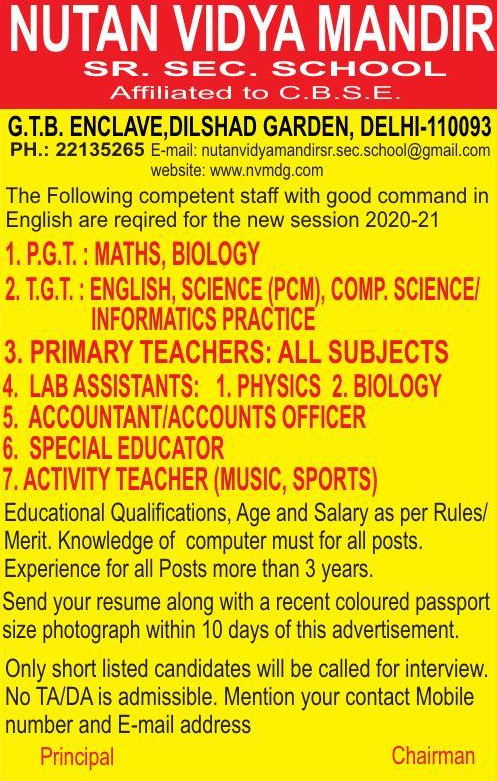 NUTAN VIDYA MANDIR
SR. SEC. SCHOOL
Affiliated to C.B.S.E.
G.T.B. ENCLAVE,DILSHAD GARDEN, DELHI-110093
PH.: 22135265 E-mail: nutanvidyamandirsr.sec.school@gmail.com
website: www.nvmdg.com
The Following competent staff with good command in
English are reqired for the new session 2020-21
1. P.G.T. : MATHS, BIOLOGY
2. T.G.T. : ENGLISH, SCIENCE (PCM), COMP. SCIENCE/
INFORMATICS PRACTICE
3. PRIMARY TEACHERS: ALL SUBJECTS
4. LAB ASSISTANTS: 1. PHYSICS 2. BIOLOGY
5. ACCOUNTANT/ACCOUNTS OFFICER
6. SPECIAL EDUCATOR
7. ACTIVITY TEACHER (MUSIC, SPORTS)
Educational Qualifications, Age and Salary as per Rules/
Merit. Knowledge of computer must for all posts.
Experience for all Posts more than 3 years.
Send your resume along with a recent coloured passport
size photograph within 10 days of this advertisement.
Only short listed candidates will be called for interview.
No TA/DA is admissible. Mention your contact Mobile
number and E-mail address
Principal Chairman